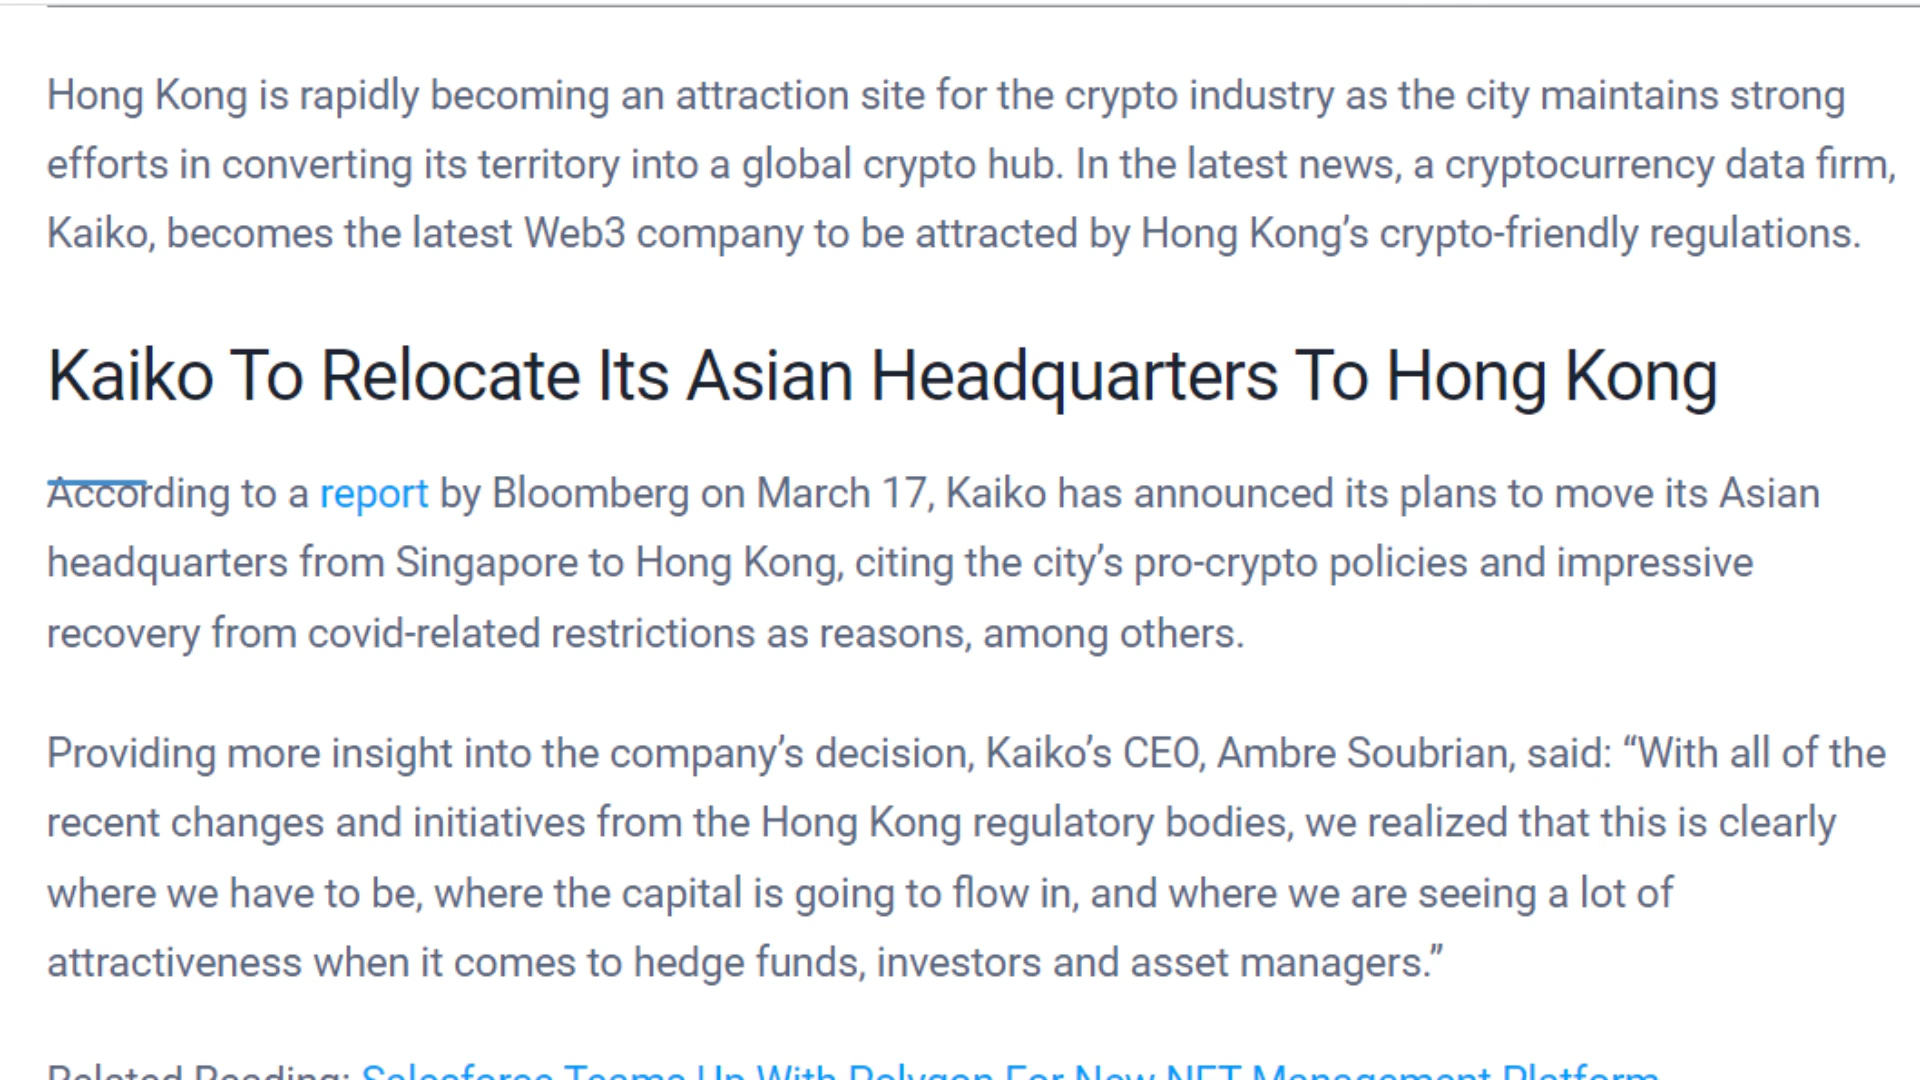 Hong Kong is rapidly becoming an attraction site for the crypto industry as the city maintains strong
efforts in converting its territory into a global crypto hub. In the latest news, a cryptocurrency data firm,
Kaiko, becomes the latest Web3 company to be attracted by Hong Kong’s crypto-friendly regulations.
Kaiko To Relocate Its Asian Headquarters To Hong Kong
According to a report by Bloomberg on March 17, Kaiko has announced its plans to move its Asian
headquarters from Singapore to Hong Kong, citing the city’s pro-crypto policies and impressive
recovery from covid-related restrictions as reasons, among others.
Providing more insight into the company’s decision, Kaiko’s CEO, Ambre Soubrian, said: “With all of the
recent changes and initiatives from the Hong Kong regulatory bodies, we realized that this is clearly
where we have to be, where the capital is going to flow in, and where we are seeing a lot of
attractiveness when it comes to hedge funds, investors and asset managers.”
Related Reading: Salesforce Teams Up With Polygon For New NFT Management Platform